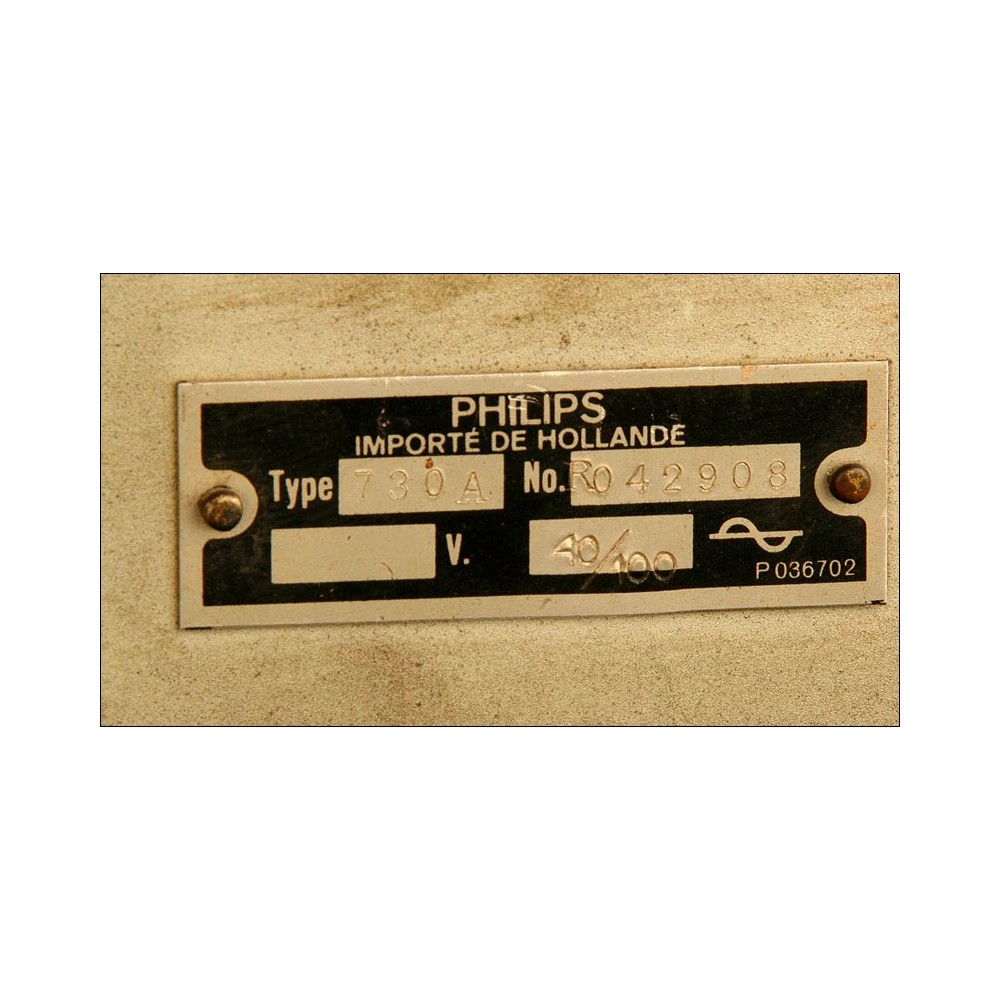 PHILIPS
IMPORTÉ DE HOLLANDE
Type 730A No. R042908
V. 40/100
P 036702